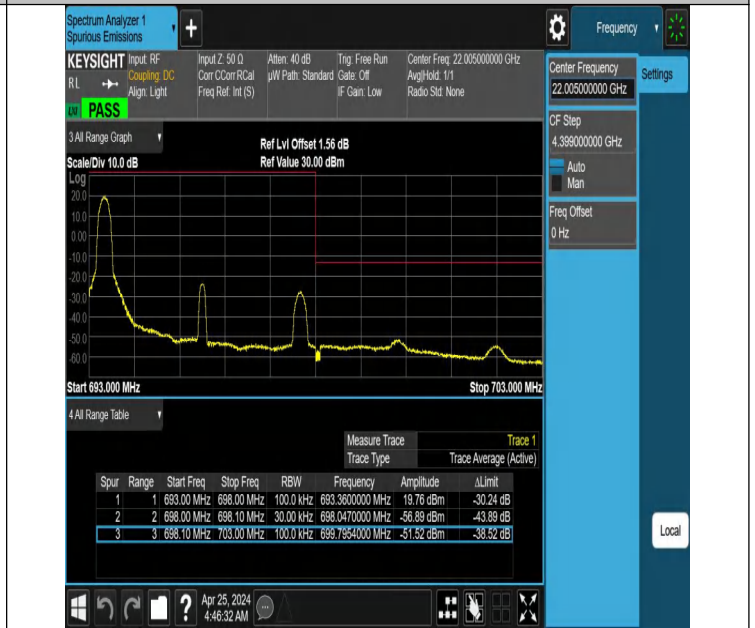 Spectrum Analyzer 1
Spurious Emissions
+
Frequency
KEYSIGHT
RL
PASS
Input: RF
Coupling: DC
Align: Light
Input Z: 50 Ω
Corr CCorr RCal
Freq Ref: Int (S)
Atten: 40 dB
µW Path: Standard
Trig: Free Run
Gate: Off
IF Gain: Low
Center Freq: 22.005000000 GHz
Avg|Hold: 1/1
Radio Std: None
Center Frequency
22.005000000 GHz
Settings
CF Step
4.399000000 GHz
Auto
Man
Freq Offset
0 Hz
Local
3 All Range Graph
Scale/Div 10.0 dB
Ref Lvl Offset 1.56 dB
Ref Value 30.00 dBm
Log
20.0
10.0
0.00
-10.0
-20.0
-30.0
-40.0
-50.0
-60.0
Start 693.000 MHz Stop 703.000 MHz
4 All Range Table
Measure Trace Trace 1
Trace Type Trace Average (Active)
Spur Range Start Freq Stop Freq RBW Frequency Amplitude ΔLimit
1 1 693.00 MHz 698.00 MHz 100.0 kHz 693.3600000 MHz 19.76 dBm -30.24 dB
2 2 698.00 MHz 698.10 MHz 30.00 kHz 698.0470000 MHz -56.89 dBm -43.89 dB
3 3 698.10 MHz 703.00 MHz 100.0 kHz 699.7954000 MHz -51.52 dBm -38.52 dB
?
Apr 25, 2024
4:46:32 AM